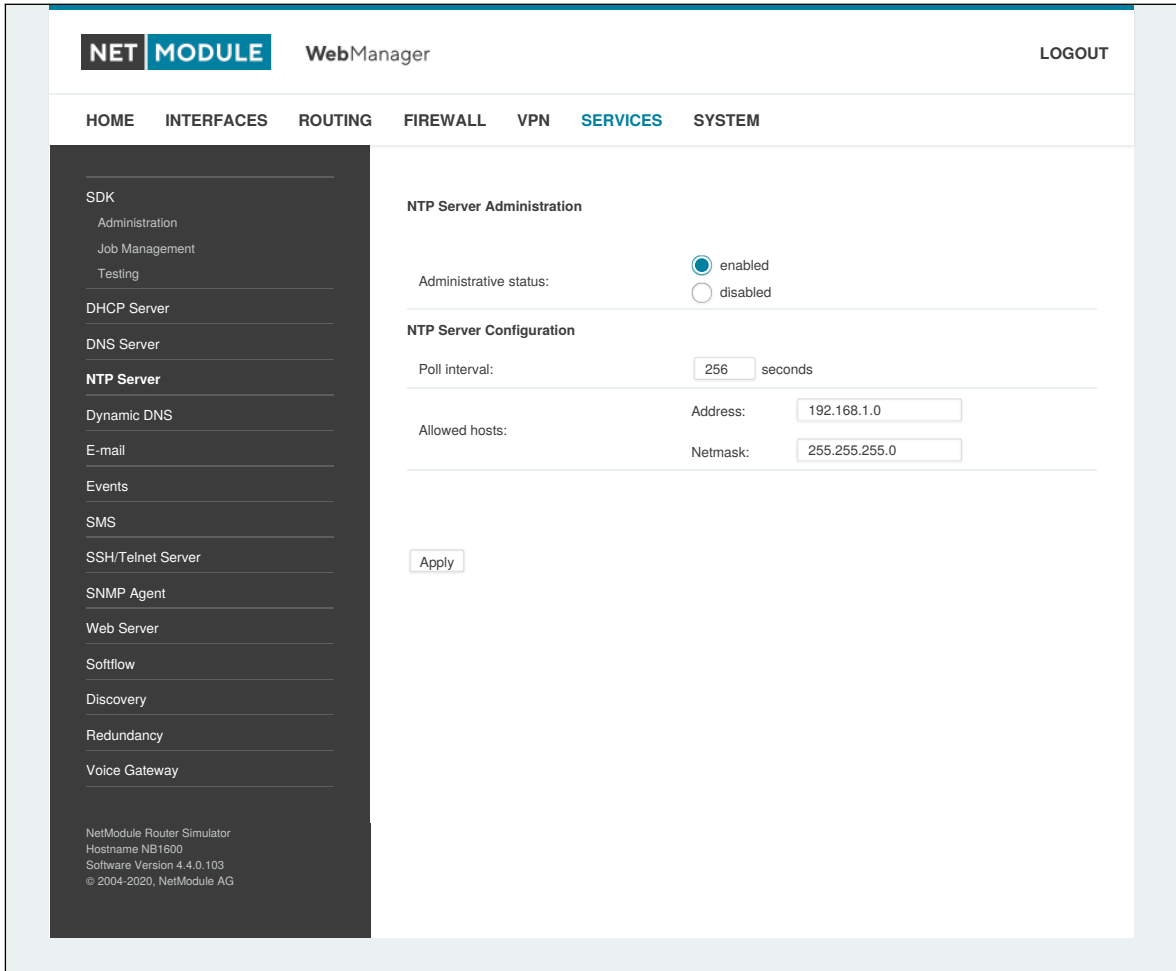 NET MODULE WebManager LOGOUT
HOME INTERFACES ROUTING FIREWALL VPN SERVICES SYSTEM
SDK
Administration
Job Management
Testing
DHCP Server
DNS Server
NTP Server
Dynamic DNS
E-mail
Events
SMS
SSH/Telnet Server
SNMP Agent
Web Server
Softflow
Discovery
Redundancy
Voice Gateway
NetModule Router Simulator
Hostname NB1600
Software Version 4.4.0.103
© 2004-2020, NetModule AG
NTP Server Administration
Administrative status:
enabled
disabled
NTP Server Configuration
Poll interval: 256 seconds
Allowed hosts:
Address: 192.168.1.0
Netmask: 255.255.255.0
Apply